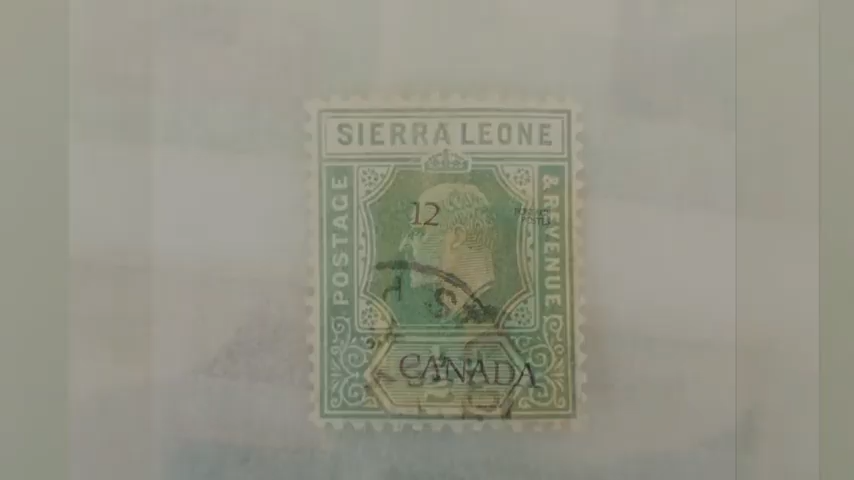 SIERRA LEONE
POSTAGE
& REVENUE
12
CANADA